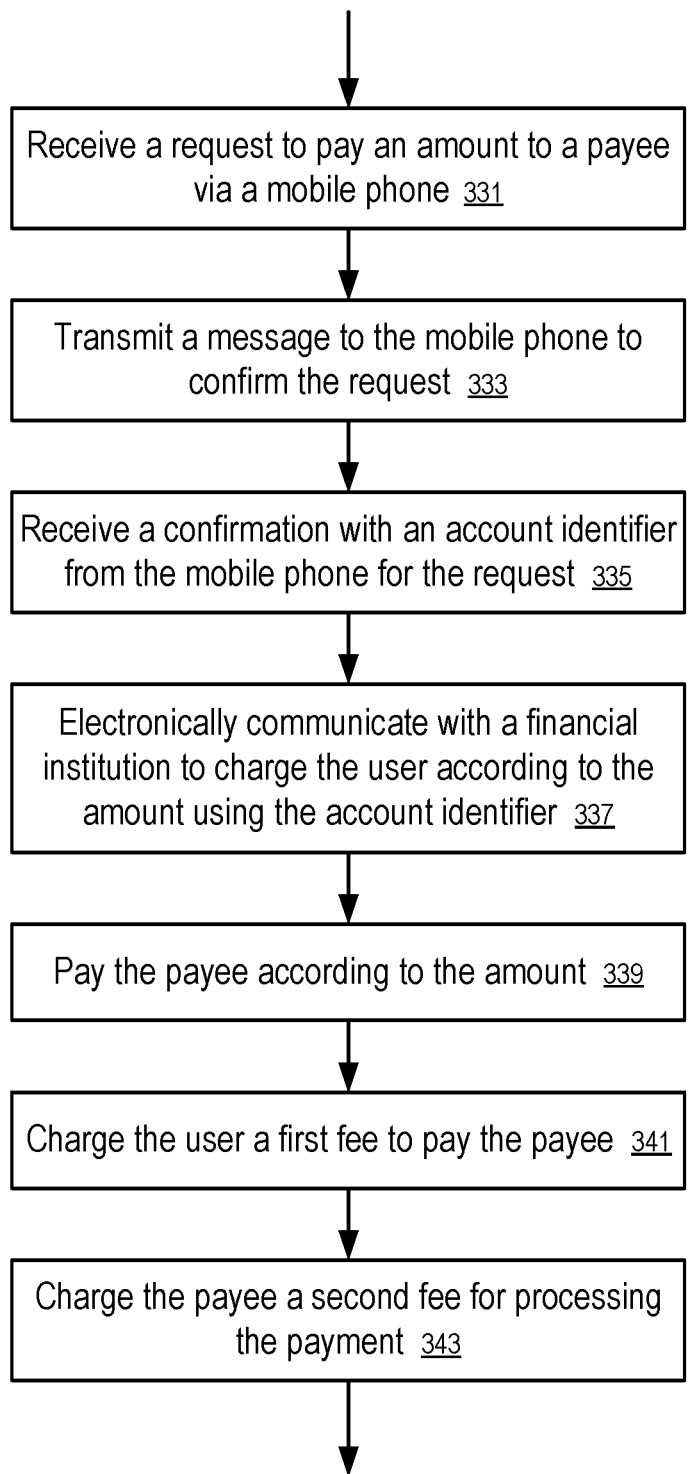 Receive a request to pay an amount to a payee
via a mobile phone 331
Transmit a message to the mobile phone to
confirm the request 333
Receive a confirmation with an account identifier
from the mobile phone for the request 335
Electronically communicate with a financial
institution to charge the user according to the
amount using the account identifier 337
Pay the payee according to the amount 339
Charge the user a first fee to pay the payee 341
Charge the payee a second fee for processing
the payment 343